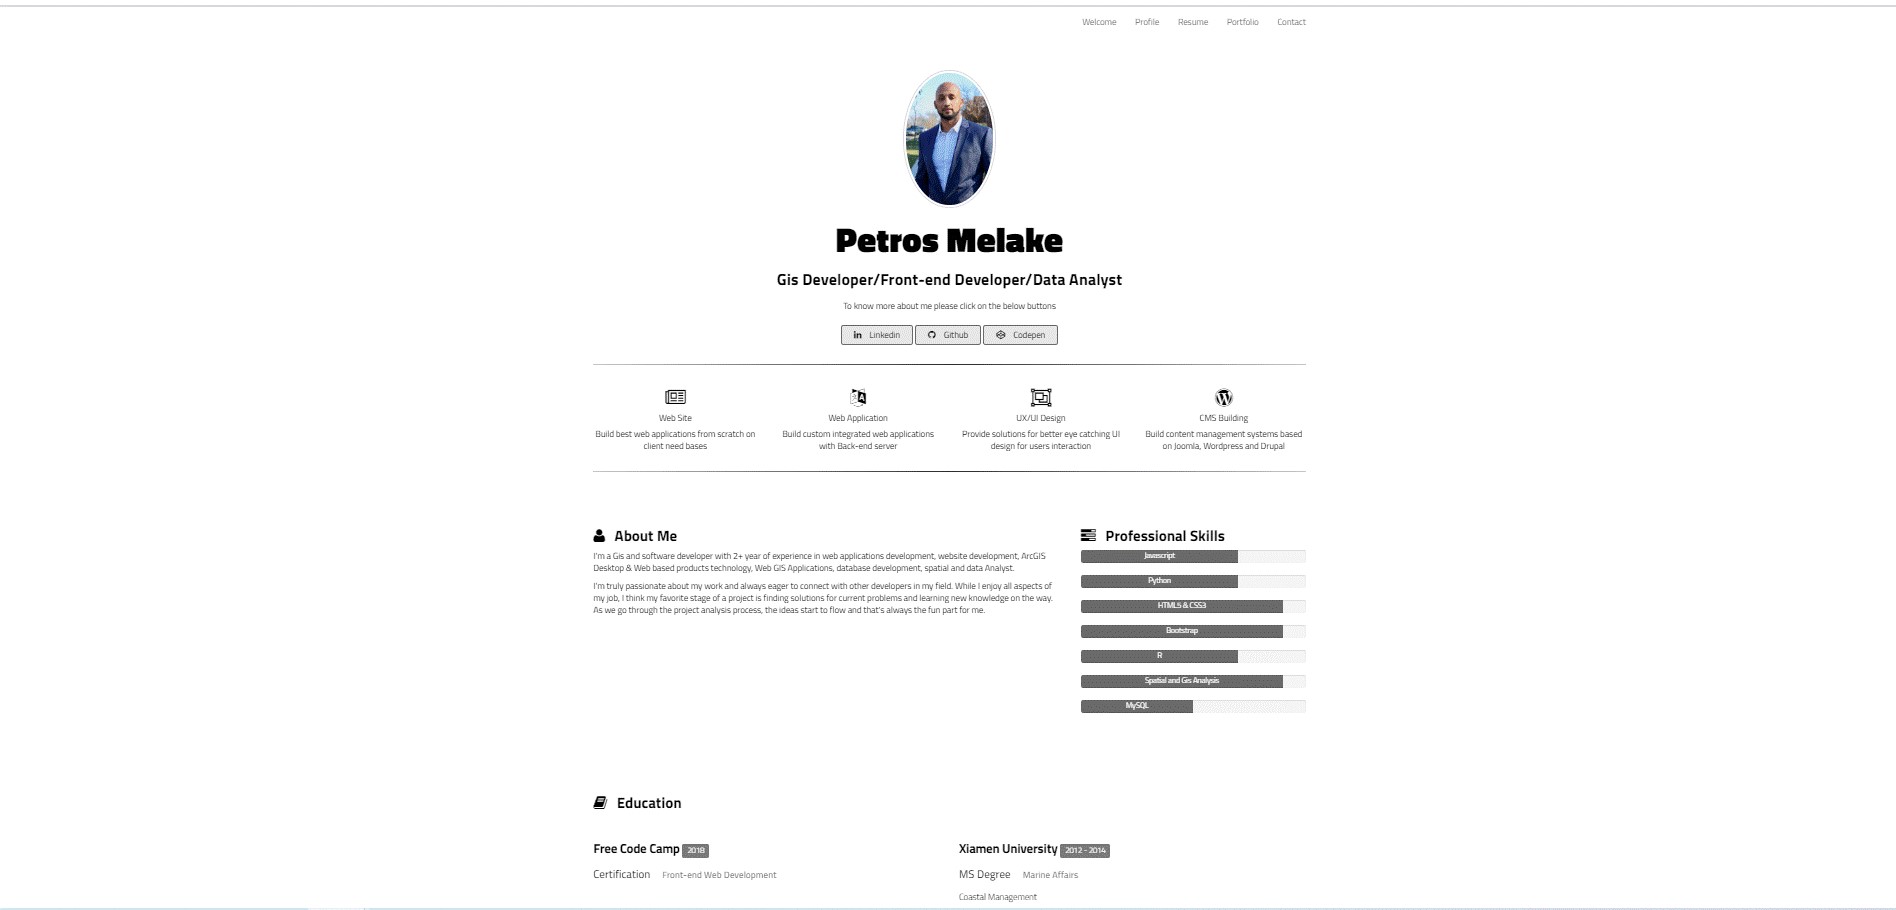 Welcome Profile Resume Portfolio Contact
Petros Melake
Gis Developer/Front-end Developer/Data Analyst
To know more about me please click on the below buttons
Linkedin Github Codepen
Web Site
Build best web applications from scratch on
client need bases
Web Application
Build custom integrated web applications
with Back-end server
UX/UI Design
Provide solutions for better eye catching UI
design for users interaction
CMS Building
Build content management systems based
on Joomla, Wordpress and Drupal
About Me
I'm a Gis and software developer with 2+ year of experience in web applications development, website development, ArcGIS
Desktop & Web based products technology, Web GIS Applications, database development, spatial and data Analyst.
I'm truly passionate about my work and always eager to connect with other developers in my field. While I enjoy all aspects of
my job, I think my favorite stage of a project is finding solutions for current problems and learning new knowledge on the way.
As we go through the project analysis process, the ideas start to flow and that's always the fun part for me.
Professional Skills
Javascript
Python
HTML5 & CSS3
Bootstrap
R
Spatial and Gis Analysis
MySQL
Education
Free Code Camp 2018
Certification Front-end Web Development
Xiamen University 2012 - 2014
MS Degree Marine Affairs
Coastal Management